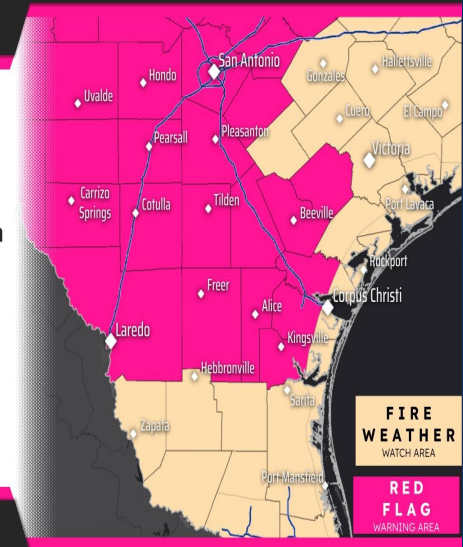 San Antonio
Hondo
Uvalde
Gonzales
Hallettsville
Cuero
El Campo
Pearsall
Pleasanton
Victoria
Carrizo
Springs
Cotulla
Tilden
Beeville
Port Lavaca
Rockport
Freer
Alice
Corpus Christi
Laredo
Kingsville
Hebbronville
Sarita
Zapata
Port Mansfield
FIRE
WEATHER
WATCH AREA
RED
FLAG
WARNING AREA